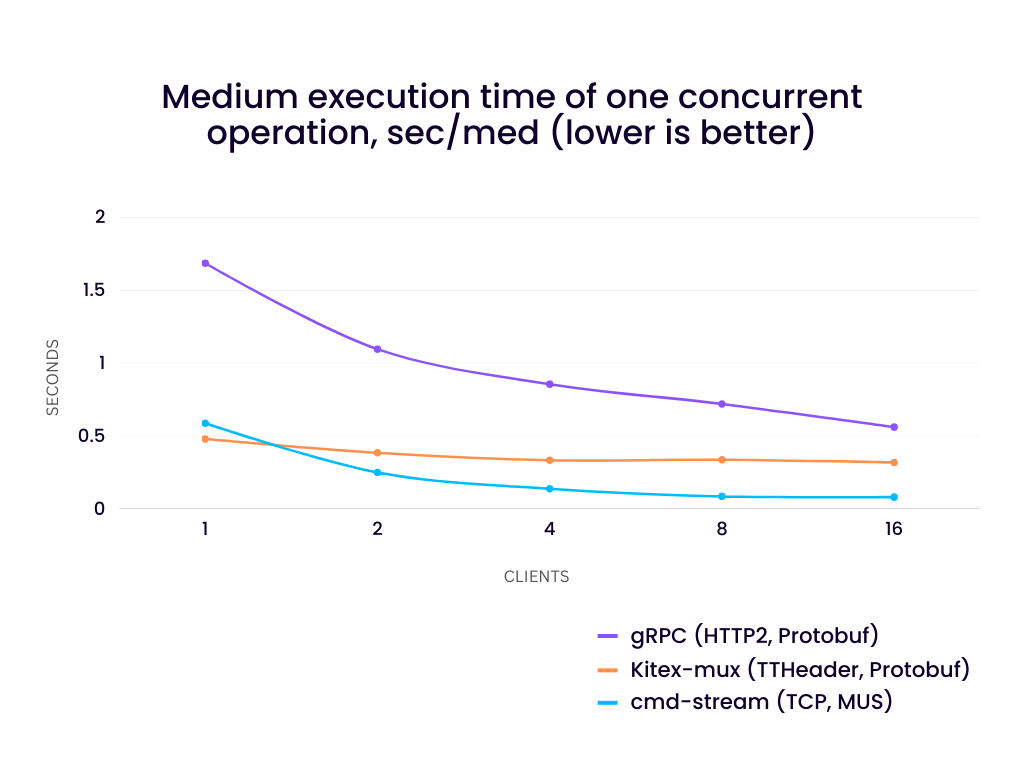 Medium execution time of one concurrent
operation, sec/med (lower is better)
2
1.5
1
0.5
0
SECONDS
1 2 4 8 16
CLIENTS
gRPC (HTTP2, Protobuf)
Kitex-mux (TTHeader, Protobuf)
cmd-stream (TCP, MUS)